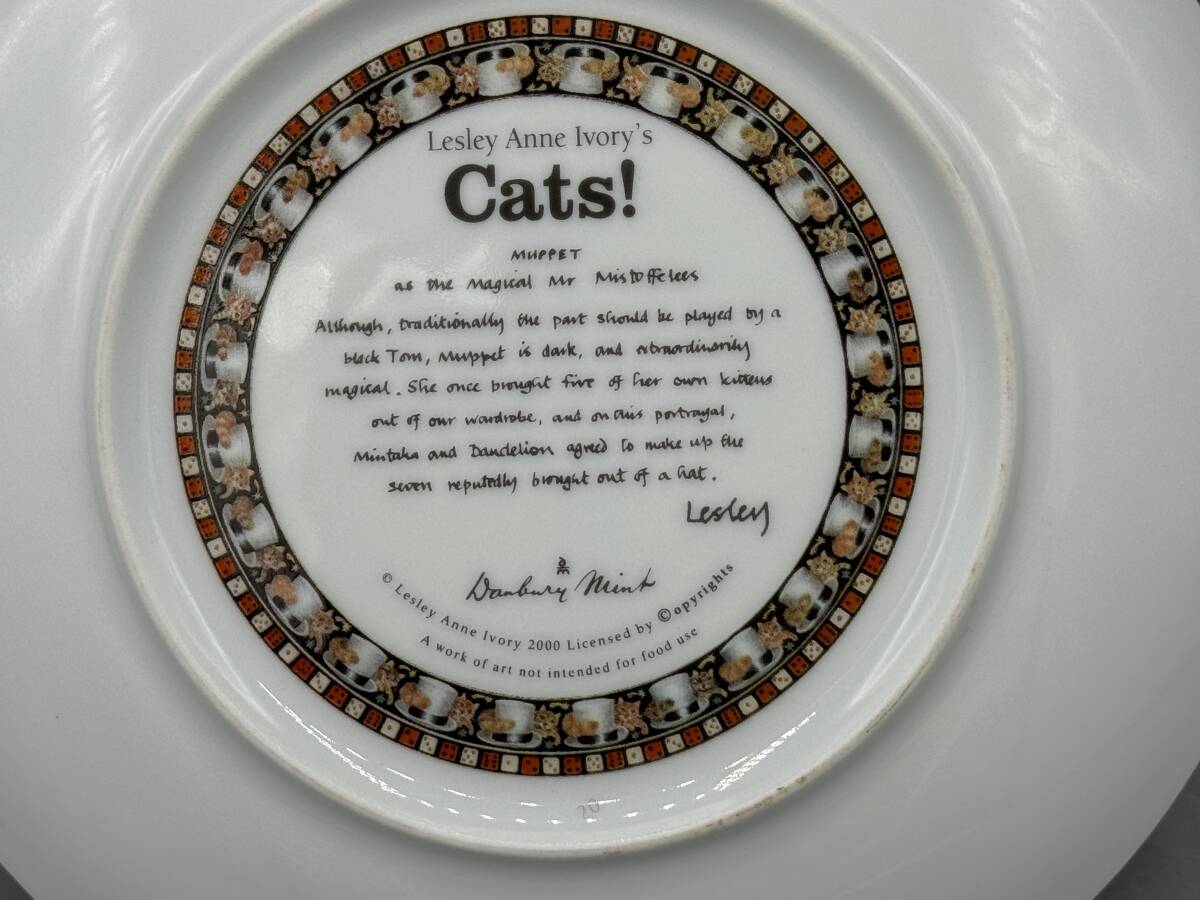 Lesley Anne Ivory's
Cats!
MUPPET
as the Magical Mr Mistoffelees
Although, traditionally the part should be played by a
black Tom, Muppet is dark, and extraordinarily
magical. She once brought five of her own kittens
out of our wardrobe, and on this portrayal,
Mintaka and Dandelion agreed to make up the
seven reputedly brought out of a hat.
Lesley
Danbury Mint
© Lesley Anne Ivory 2000 Licensed by ©opyrights
A work of art not intended for food use
20